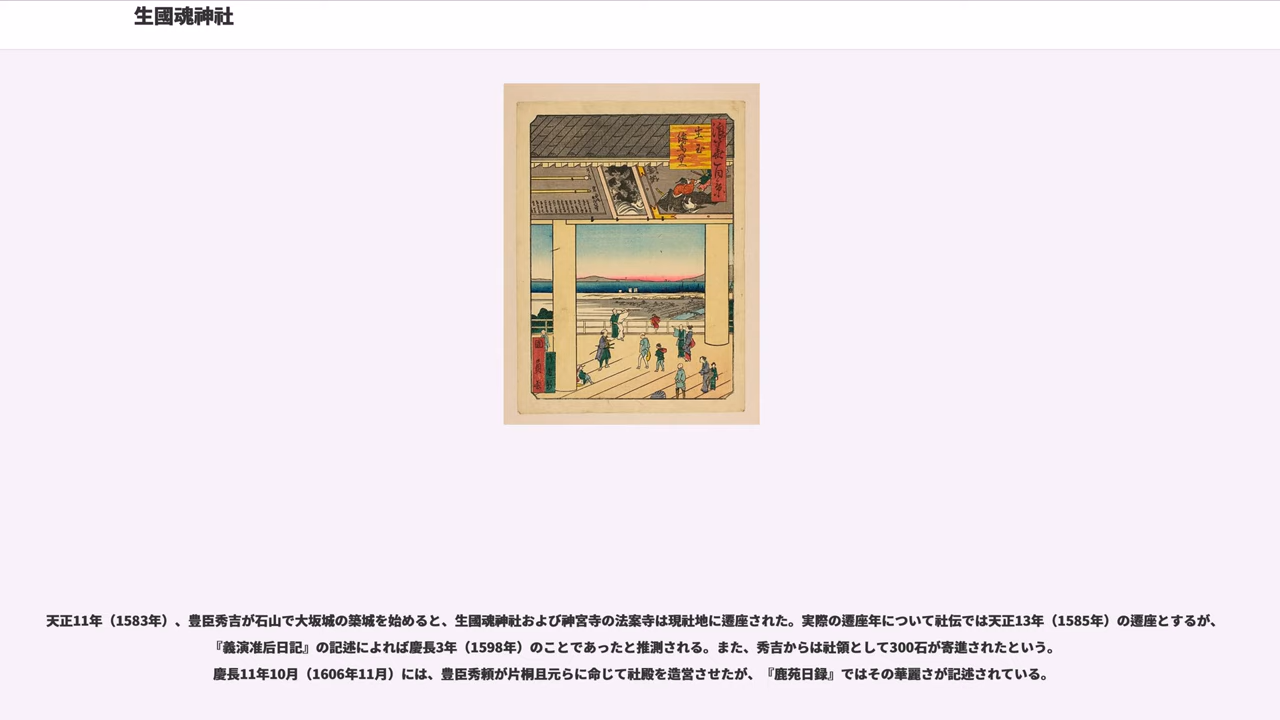 生國魂神社
天正11年（1583年）、豊臣秀吉が石山で大坂城の築城を始めると、生國魂神社および神宮寺の法案寺は現社地に遷座された。実際の遷座年について社伝では天正13年（1585年）の遷座とするが、
『義演准后日記』の記述によれば慶長3年（1598年）のことであったと推測される。また、秀吉からは社領として300石が寄進されたという。
慶長11年10月（1606年11月）には、豊臣秀頼が片桐且元らに命じて社殿を造営させたが、『鹿苑日録』ではその華麗さが記述されている。